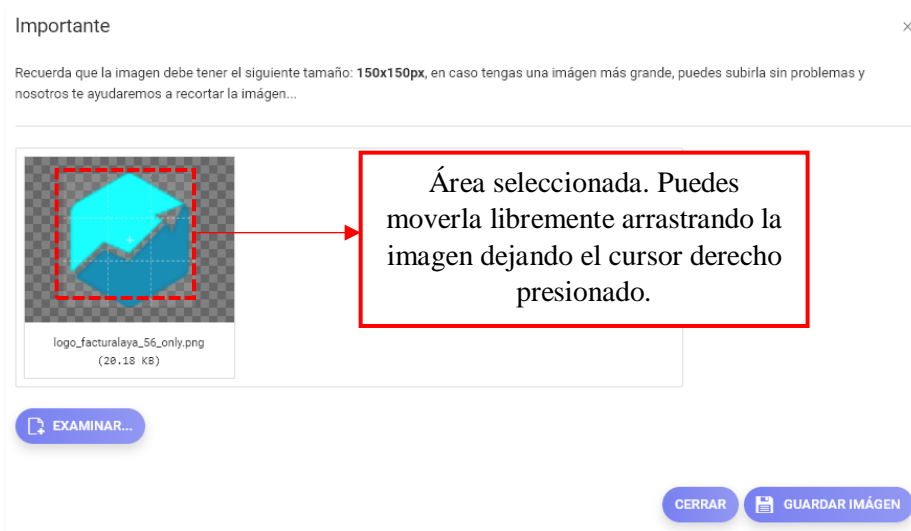 Importante
×
Recuerda que la imagen debe tener el siguiente tamaño: 150x150px, en caso tengas una imágen más grande, puedes subirla sin problemas y
nosotros te ayudaremos a recortar la imágen...
Área seleccionada. Puedes
moverla libremente arrastrando la
imagen dejando el cursor derecho
presionado.
logo_facturalaya_56_only.png
(20.18 KB)
EXAMINAR...
CERRAR
GUARDAR IMÁGEN